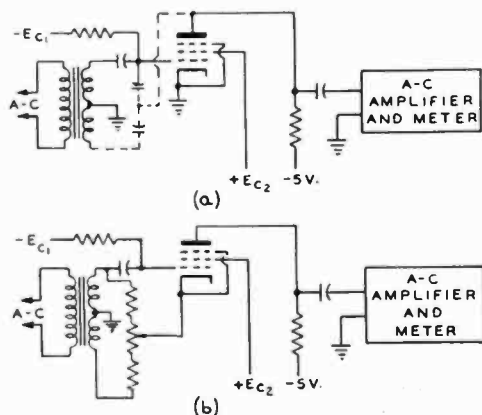 -Ec1
A-C
+Ec2
-5V.
A-C
AMPLIFIER
AND METER
(a)
-Ec1
A-C
+Ec2
-5V.
A-C
AMPLIFIER
AND
METER
(b)